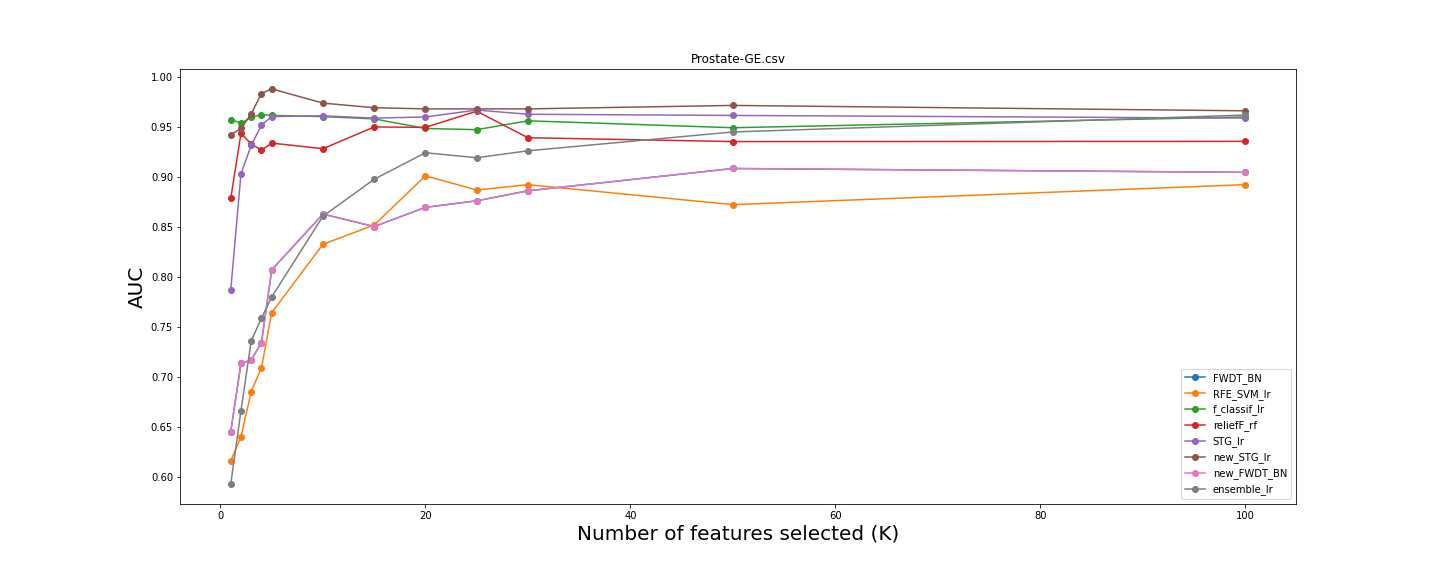 Prostate-GE.csv
1.00
0.95
0.90
0.85
0.80
0.75
0.70
0.65
0.60
AUC
0
20
40
60
80
100
Number of features selected (K)
FWDT_BN
RFE_SVM_lr
f_classif_lr
reliefF_rf
STG_lr
new_STG_lr
new_FWDT_BN
ensemble_lr